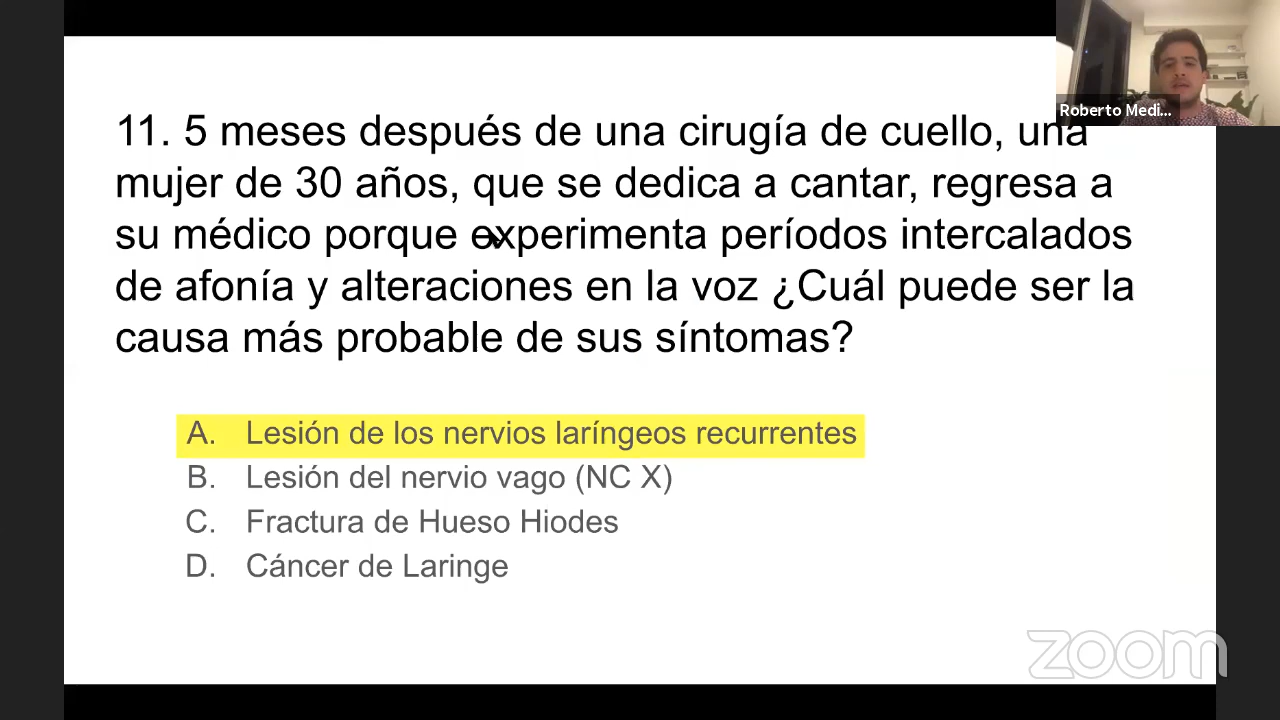 Roberto Medi...
11. 5 meses después de una cirugía de cuello, una
mujer de 30 años, que se dedica a cantar, regresa a
su médico porque experimenta períodos intercalados
de afonía y alteraciones en la voz ¿Cuál puede ser la
causa más probable de sus síntomas?
A. Lesión de los nervios laríngeos recurrentes
B. Lesión del nervio vago (NC X)
C. Fractura de Hueso Hiodes
D. Cáncer de Laringe
zoom